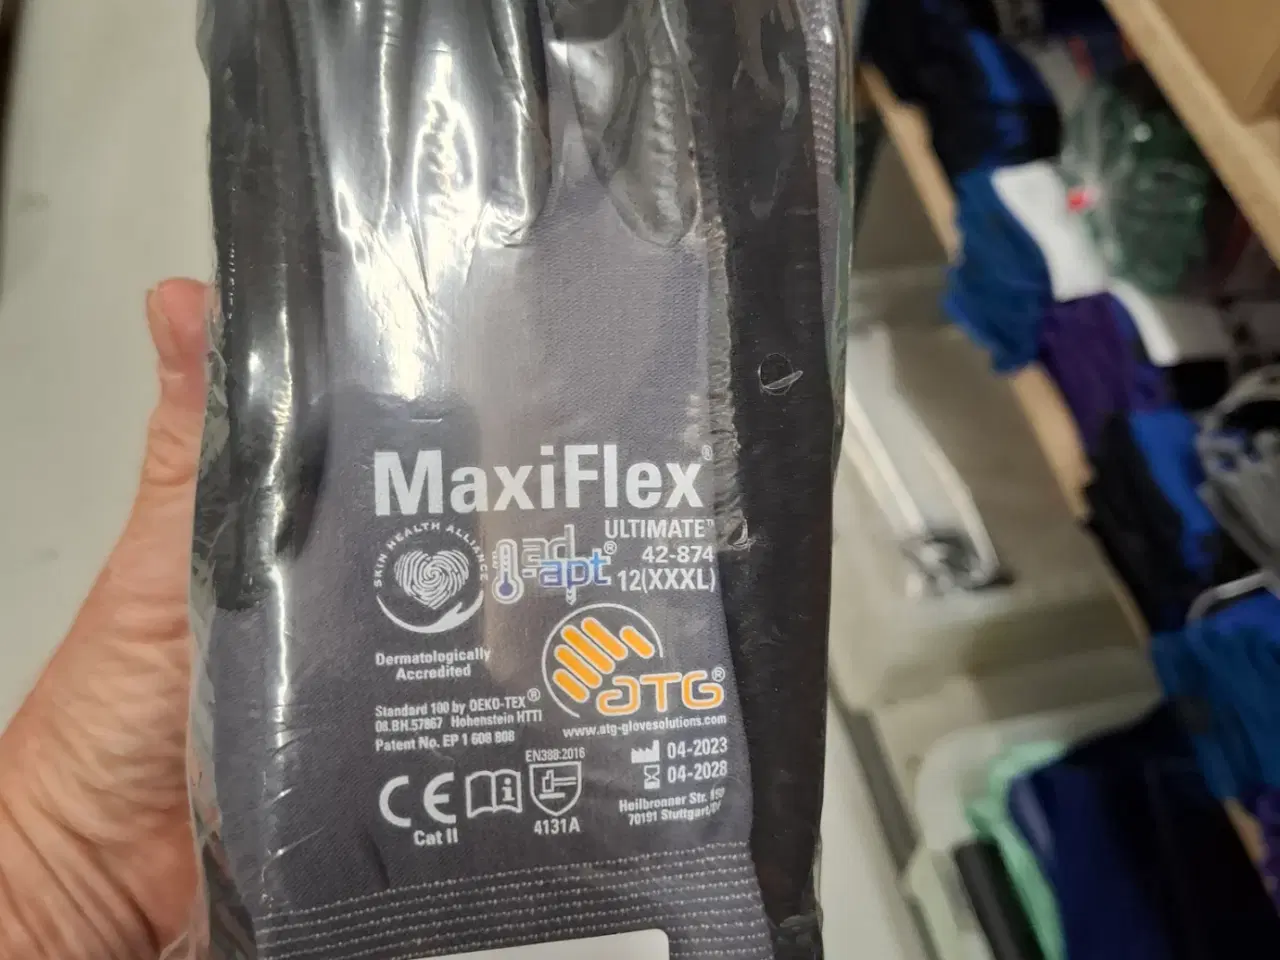 MaxiFlex®
ULTIMATE™
42-874
12(XXXL)
SKIN HEALTH ALLIANCE
ad
apt®
Dermatologically
Accredited
ATG®
www.atg-glovesolutions.com
Standard 100 by OEKO-TEX®
08.BH.57867 Hohenstein HTTI
Patent No. EP 1 608 808
CE
Cat II
i
EN388:2016
4131A
04-2023
04-2028
Heilbronner Str.
70191 Stuttgart/